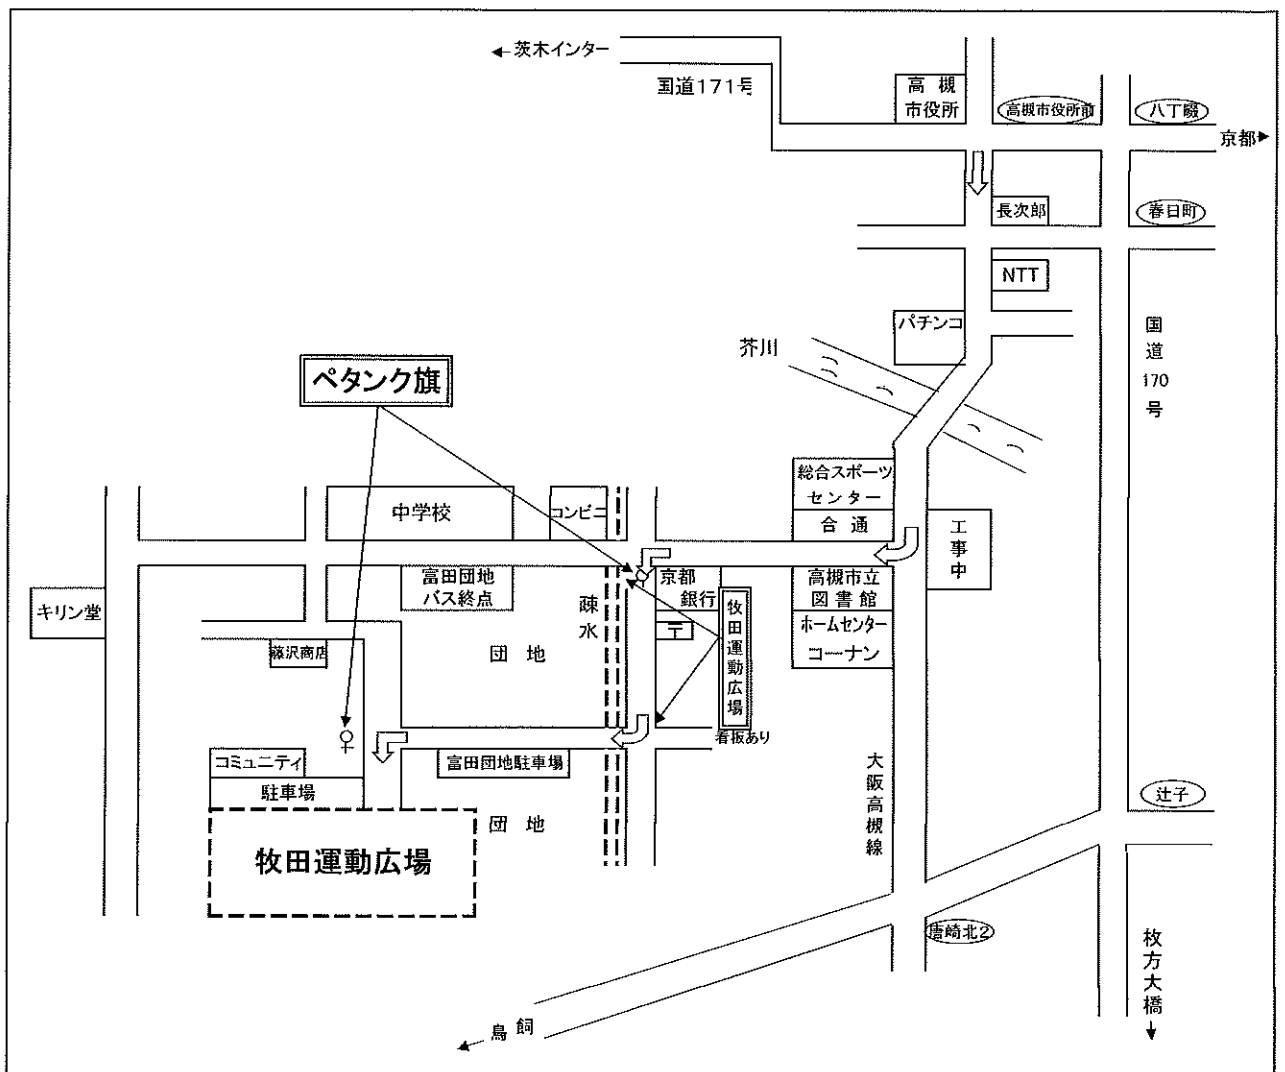 ←茨木インター
国道171号
高槻
市役所
高槻市役所前
八丁畷
京都→
長次郎
春日町
NTT
パチンコ
国道170号
芥川
ペタンク旗
総合スポーツ
センター
中学校
コンビニ
合通
工事中
富田団地
バス終点
疎水
京都
銀行
高槻市立
図書館
キリン堂
〒
牧田運動広場
ホームセンター
コーナン
藤沢商店
団地
看板あり
コミュニティ
富田団地駐車場
大阪高槻線
駐車場
辻子
団地
牧田運動広場
唐崎北2
枚方大橋
↓
鳥飼